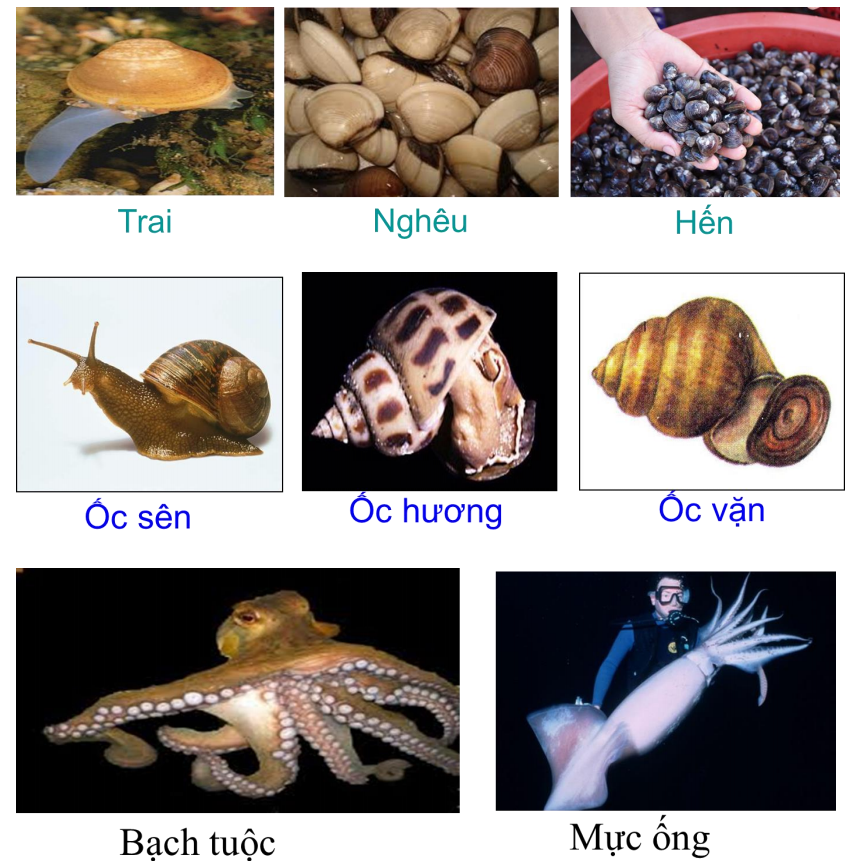 Trai
Nghêu
Hến
Ốc sên
Ốc hương
Ốc vặn
Bạch tuộc
Mực ống